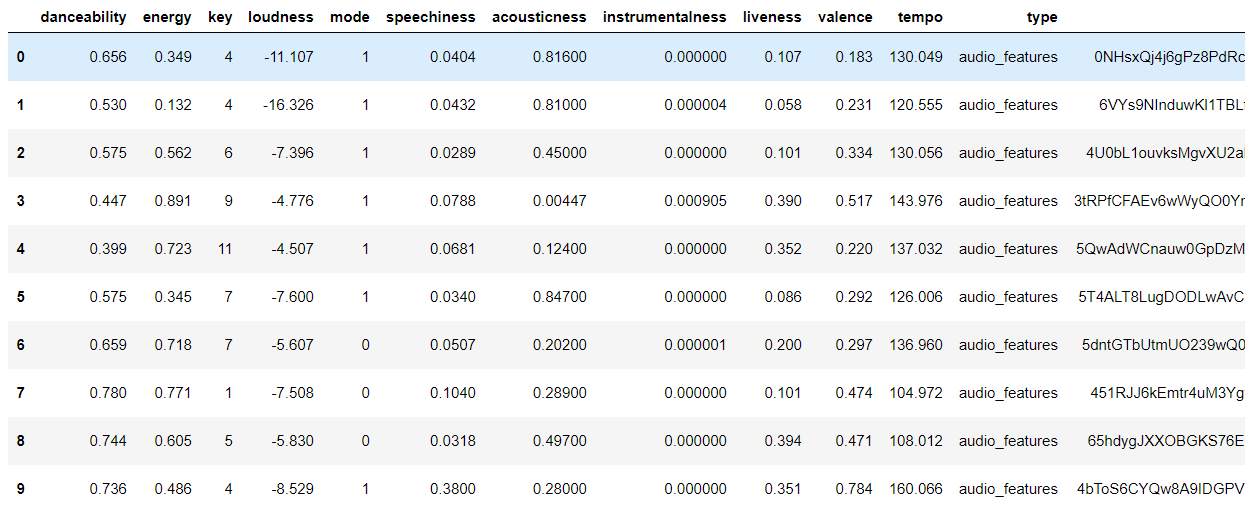 danceability energy key loudness mode speechiness acousticness instrumentalness liveness valence tempo type
0 0.656 0.349 4 -11.107 1 0.0404 0.81600 0.000000 0.107 0.183 130.049 audio_features 0NHsxQj4j6gPz8PdRc
1 0.530 0.132 4 -16.326 1 0.0432 0.81000 0.000004 0.058 0.231 120.555 audio_features
2 0.575 0.562 6 -7.396 1 0.0289 0.45000 0.000000 0.101 0.334 130.056 audio_features 4U0bL1ouvksMgvXU2a
3 0.447 0.891 9 -4.776 1 0.0788 0.00447 0.000905 0.390 0.517 143.976 audio_features 3tRPfCFAEv6wWyQO0Yr
4 0.399 0.723 11 -4.507 1 0.0681 0.12400 0.000000 0.352 0.220 137.032 audio_features 5QwAdWCnauw0GpDzM
5 0.575 0.345 7 -7.600 1 0.0340 0.84700 0.000000 0.086 0.292 126.006 audio_features 5T4ALT8LugDODLwAvC
6 0.659 0.718 7 -5.607 0 0.0507 0.20200 0.000001 0.200 0.297 136.960 audio_features 5dntGTbUtmUO239wQ0
7 0.780 0.771 1 -7.508 0 0.1040 0.28900 0.000000 0.101 0.474 104.972 audio_features 451RJJ6kEmtr4uM3Yg
8 0.744 0.605 5 -5.830 0 0.0318 0.49700 0.000000 0.394 0.471 108.012 audio_features 65hdygJXXOBGKS76E
9 0.736 0.486 4 -8.529 1 0.3800 0.28000 0.000000 0.351 0.784 160.066 audio_features 4bToS6CYQw8A9IDGPV